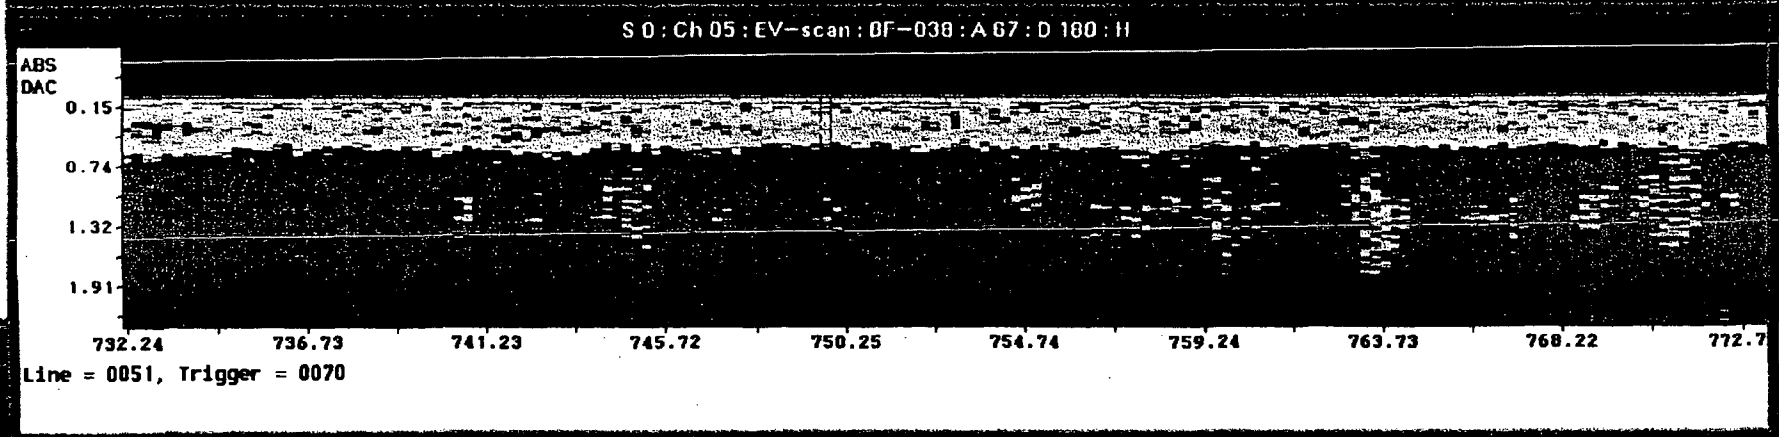 S 0 : Ch 05 : EV-scan : BF-038 : A 67 : D 180 : H
ABS
DAC
0.15
0.74
1.32
1.91
732.24 736.73 741.23 745.72 750.25 754.74 759.24 763.73 768.22 772.7
Line = 0051, Trigger = 0070